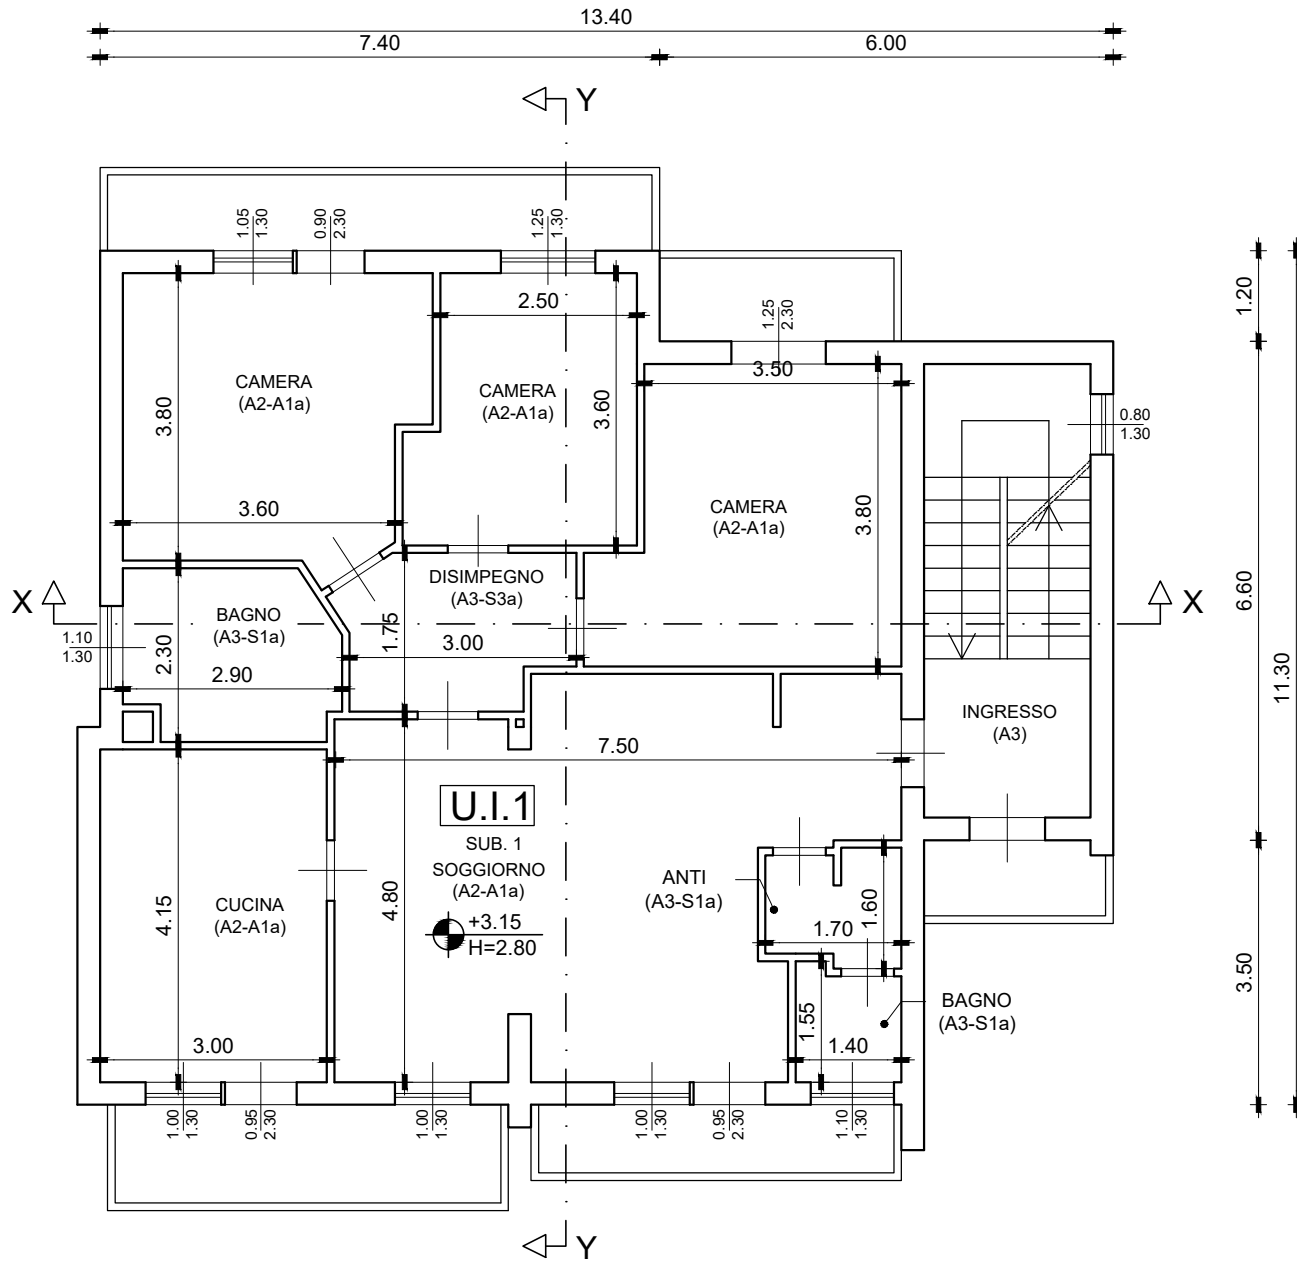 13.40
7.40
6.00
Y
1.05
1.30
0.90
2.30
1.25
1.30
1.25
2.30
1.20
2.50
3.50
CAMERA
(A2-A1a)
3.80
CAMERA
(A2-A1a)
3.60
0.80
1.30
3.60
CAMERA
(A2-A1a)
3.80
X
DISIMPEGNO
(A3-S3a)
1.75
3.00
BAGNO
(A3-S1a)
2.30
2.90
1.10
1.30
X
6.60
11.30
INGRESSO
(A3)
7.50
U.I.1
SUB. 1
SOGGIORNO
(A2-A1a)
+3.15
H=2.80
4.80
CUCINA
(A2-A1a)
4.15
3.00
ANTI
(A3-S1a)
1.60
1.70
BAGNO
(A3-S1a)
1.55
1.40
3.50
1.00
1.30
0.95
2.30
1.00
1.30
1.00
1.30
0.95
2.30
1.10
1.30
Y